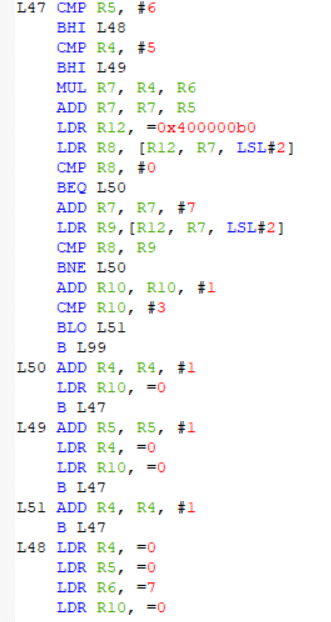 L47 CMP R5, #6
BHI L48
CMP R4, #5
BHI L49
MUL R7, R4, R6
ADD R7, R7, R5
LDR R12, =0x400000b0
LDR R8, [R12, R7, LSL#2]
CMP R8, #0
BEQ L50
ADD R7, R7, #7
LDR R9,[R12, R7, LSL#2]
CMP R8, R9
BNE L50
ADD R10, R10, #1
CMP R10, #3
BLO L51
B L99
L50 ADD R4, R4, #1
LDR R10, =0
B L47
L49 ADD R5, R5, #1
LDR R4, =0
LDR R10, =0
B L47
L51 ADD R4, R4, #1
B L47
L48 LDR R4, =0
LDR R5, =0
LDR R6, =7
LDR R10, =0